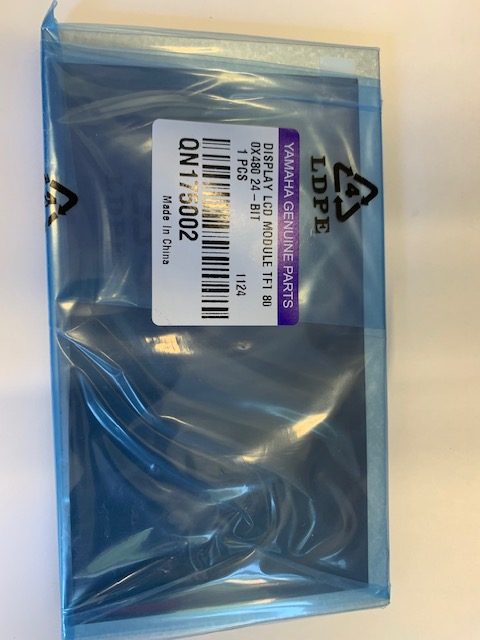 YAMAHA GENUINE PARTS
DISPLAY LCD MODULE TFT 80
0X480 24-BIT
1 PCS
1124
QN175002
Made In China
4
LDPE